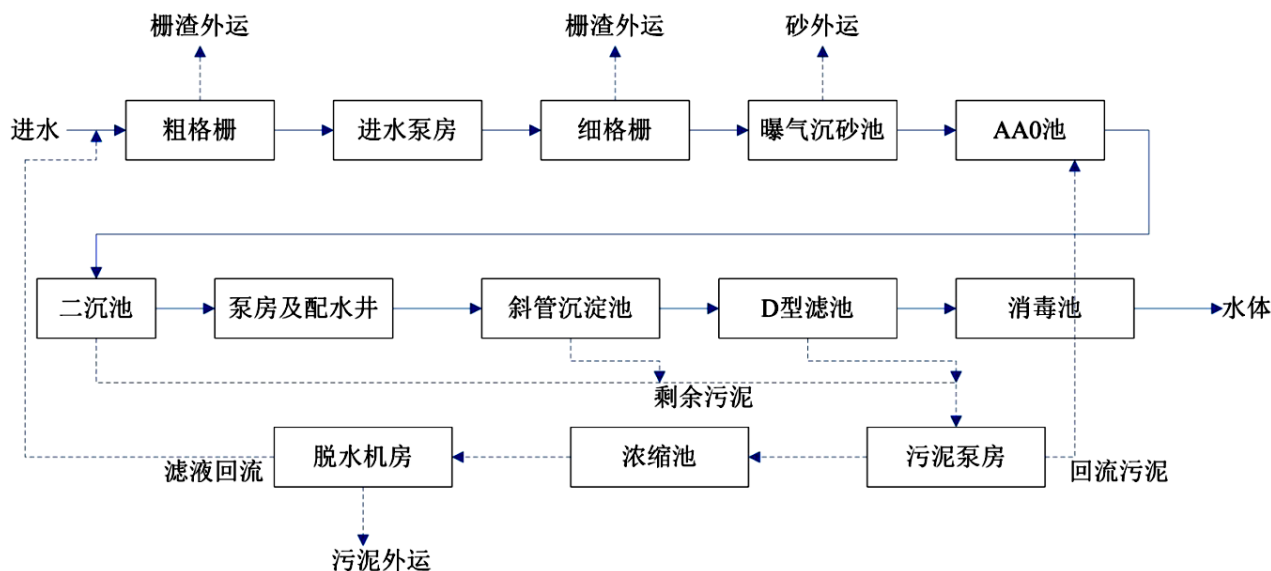 栅渣外运
栅渣外运
砂外运
进水
粗格栅
进水泵房
细格栅
曝气沉砂池
AA0池
二沉池
泵房及配水井
斜管沉淀池
D型滤池
消毒池
水体
剩余污泥
滤液回流
脱水机房
浓缩池
污泥泵房
回流污泥
污泥外运